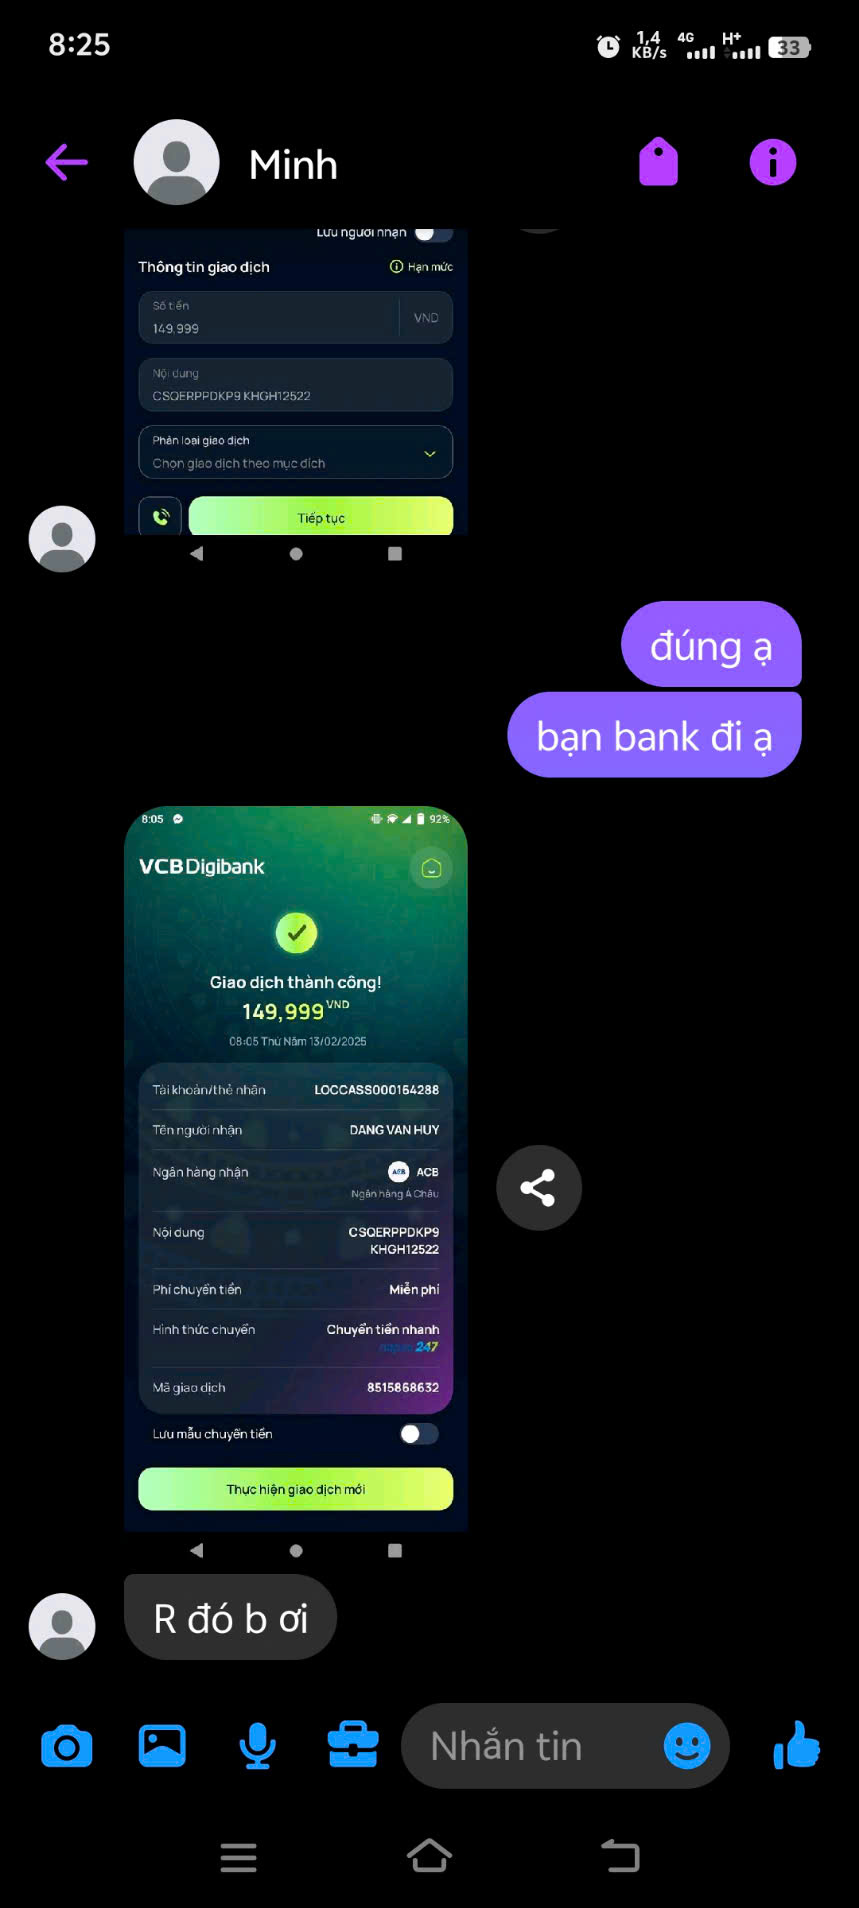 8:25
1,4
KB/s
4G
H+
33
Minh
Lưu người nhận
Thông tin giao dịch
Hạn mức
Số tiền
149,999
VND
Nội dung
CSQERPPDKP9 KHGH12522
Phân loại giao dịch
Chọn giao dịch theo mục đích
Tiếp tục
đúng ạ
bạn bank đi ạ
8:05
92%
VCB Digibank
Giao dịch thành công!
149,999 VND
08:05 Thứ Năm 13/02/2025
Tài khoản/thẻ nhận
LOCCASS000164288
Tên người nhận
DANG VAN HUY
Ngân hàng nhận
ACB ACB
Ngân hàng Á Châu
Nội dung
CSQERPPDKP9
KHGH12522
Phí chuyển tiền
Miễn phí
Hình thức chuyển
Chuyển tiền nhanh
napas 247
Mã giao dịch
8515868632
Lưu mẫu chuyển tiền
Thực hiện giao dịch mới
R đó b ơi
Nhắn tin